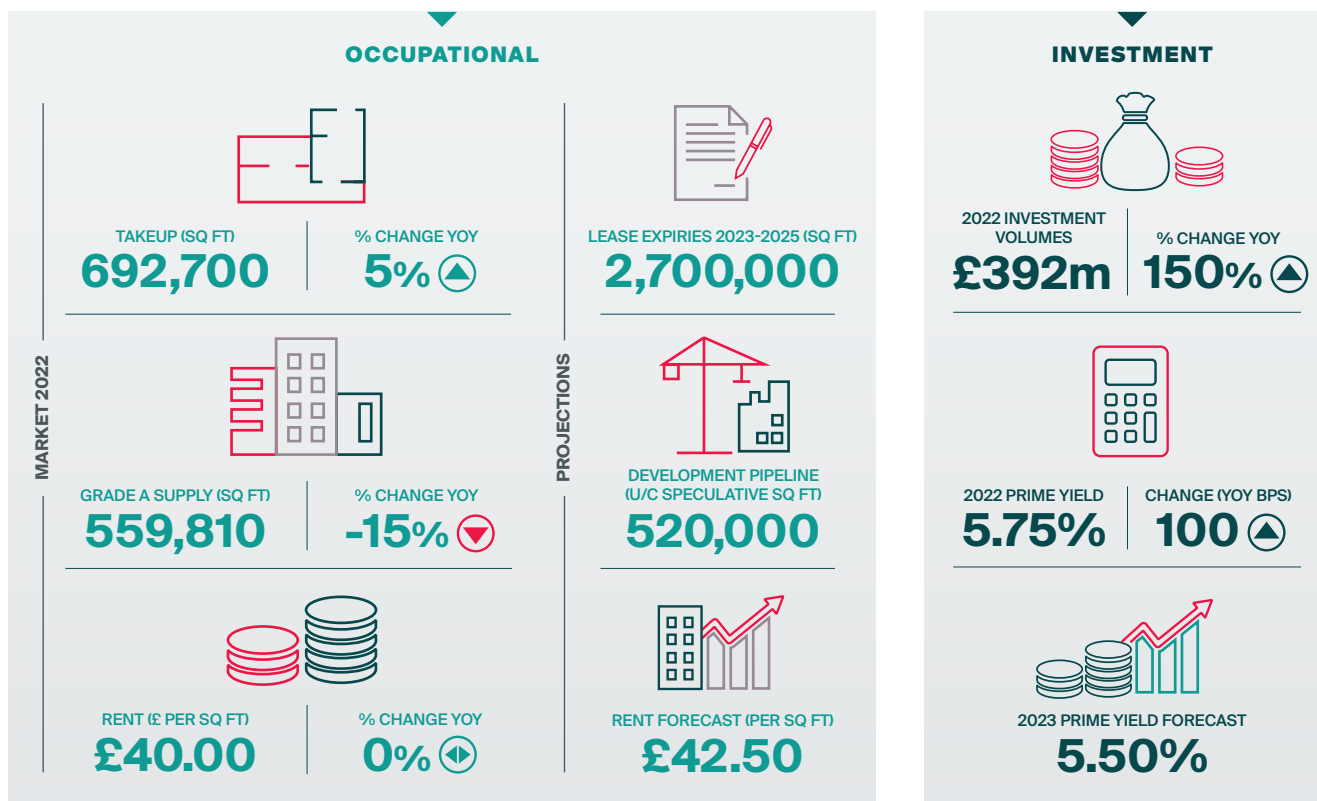 OCCUPATIONAL
MARKET 2022
TAKEUP (SQ FT)
692,700
% CHANGE YOY
5%
GRADE A SUPPLY (SQ FT)
559,810
% CHANGE YOY
-15%
RENT (£ PER SQ FT)
£40.00
% CHANGE YOY
0%
PROJECTIONS
LEASE EXPIRIES 2023-2025 (SQ FT)
2,700,000
DEVELOPMENT PIPELINE
(U/C SPECULATIVE SQ FT)
520,000
RENT FORECAST (PER SQ FT)
£42.50
INVESTMENT
2022 INVESTMENT
VOLUMES
£392m
% CHANGE YOY
150%
2022 PRIME YIELD
5.75%
CHANGE (YOY BPS)
100
2023 PRIME YIELD FORECAST
5.50%